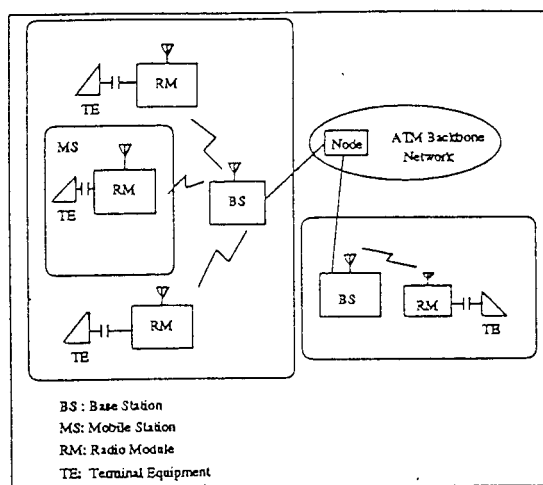 RM
TE
MS
RM
TE
BS
RM
TE
Node
ATM Backbone
Network
BS
RM
TE
BS : Base Station
MS: Mobile Station
RM: Radio Module
TE: Terminal Equipment